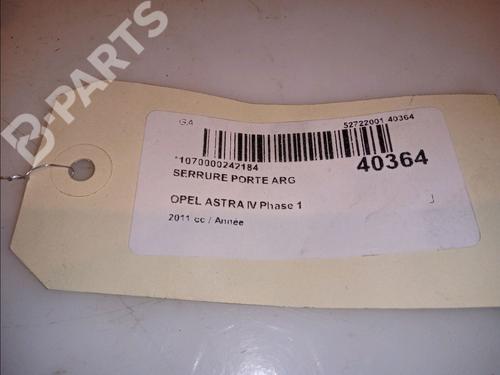 B-PARTS
GA
52722001 40364
*1070000242184
40364
SERRURE PORTE ARG
OPEL ASTRA IV Phase 1
J
2011 cc / Année